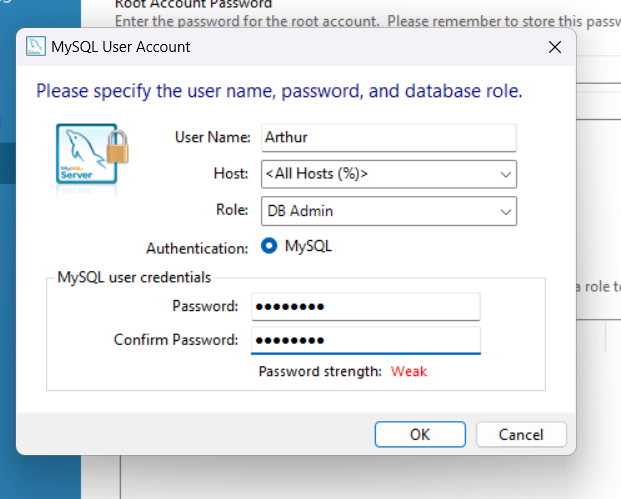 Root Account Password
Enter the password for the root account. Please remember to store this passw
MySQL User Account
Please specify the user name, password, and database role.
MySQL
Server
User Name: Arthur
Host: <All Hosts (%)>
Role: DB Admin
Authentication: MySQL
MySQL user credentials
Password: ●●●●●●●●
Confirm Password: ●●●●●●●●
Password strength: Weak
a role to
OK Cancel